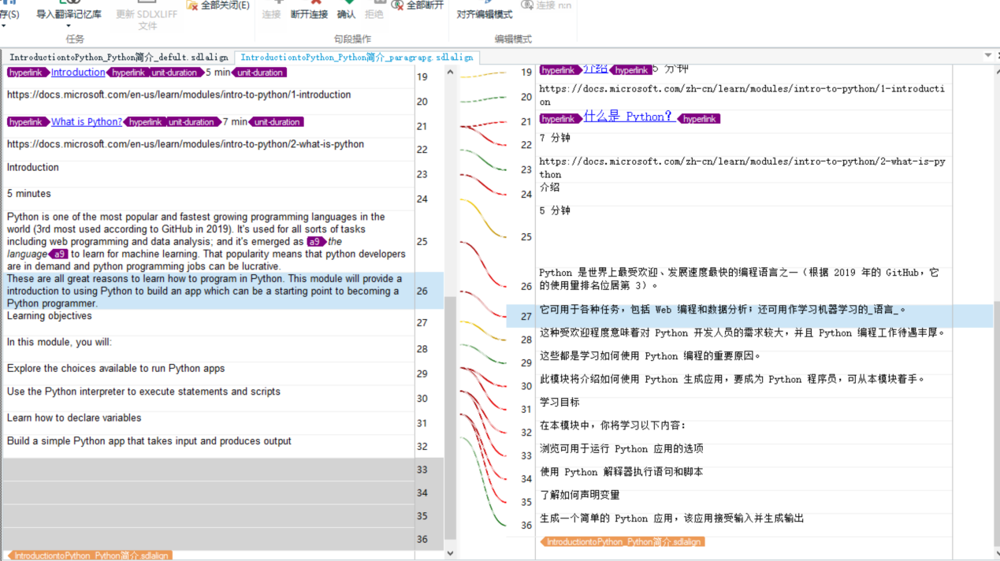 存(S) 导入翻译记忆库 更新 SDLXLIFF 文件 全部关闭(E) 连接 断开连接 确认 拒绝 全部断开 对齐编辑模式 连接 n:n
任务 句段操作 编辑模式
IntroductiontoPython_Python简介_defult.sdlalign IntroductiontoPython_Python简介_paragrapg.sdlalign
hyperlink Introduction hyperlink ,unit-duration 5 min unit-duration 19
https://docs.microsoft.com/en-us/learn/modules/intro-to-python/1-introduction 20
hyperlink What is Python? hyperlink ,unit-duration 7 min unit-duration 21
https://docs.microsoft.com/en-us/learn/modules/intro-to-python/2-what-is-python 22
Introduction 23
5 minutes 24
Python is one of the most popular and fastest growing programming languages in the
world (3rd most used according to GitHub in 2019). It's used for all sorts of tasks
including web programming and data analysis; and it's emerged as a9 the 25
language a9 to learn for machine learning. That popularity means that python developers
are in demand and python programming jobs can be lucrative.
These are all great reasons to learn how to program in Python. This module will provide a
introduction to using Python to build an app which can be a starting point to becoming a 26
Python programmer.
Learning objectives 27
In this module, you will: 28
Explore the choices available to run Python apps 29
Use the Python interpreter to execute statements and scripts 30
Learn how to declare variables 31
Build a simple Python app that takes input and produces output 32
33
34
35
36
IntroductiontoPython_Python简介.sdlalign
19 hyperlink 介绍 hyperlink 5 分钟
20 https://docs.microsoft.com/zh-cn/learn/modules/intro-to-python/1-introducti
on
21 hyperlink 什么是 Python? hyperlink
22 7 分钟
23 https://docs.microsoft.com/zh-cn/learn/modules/intro-to-python/2-what-is-py
thon
24 介绍
25 5 分钟
26 Python 是世界上最受欢迎、发展速度最快的编程语言之一（根据 2019 年的 GitHub，它
的使用量排名位居第 3）。
27 它可用于各种任务，包括 Web 编程和数据分析；还可用作学习机器学习的_语言_。
28 这种受欢迎程度意味着对 Python 开发人员的需求较大，并且 Python 编程工作待遇丰厚。
29 这些都是学习如何使用 Python 编程的重要原因。
30 此模块将介绍如何使用 Python 生成应用，要成为 Python 程序员，可从本模块着手。
31 学习目标
32 在本模块中，你将学习以下内容：
33 浏览可用于运行 Python 应用的选项
34 使用 Python 解释器执行语句和脚本
35 了解如何声明变量
36 生成一个简单的 Python 应用，该应用接受输入并生成输出
IntroductiontoPython_Python简介.sdlalign